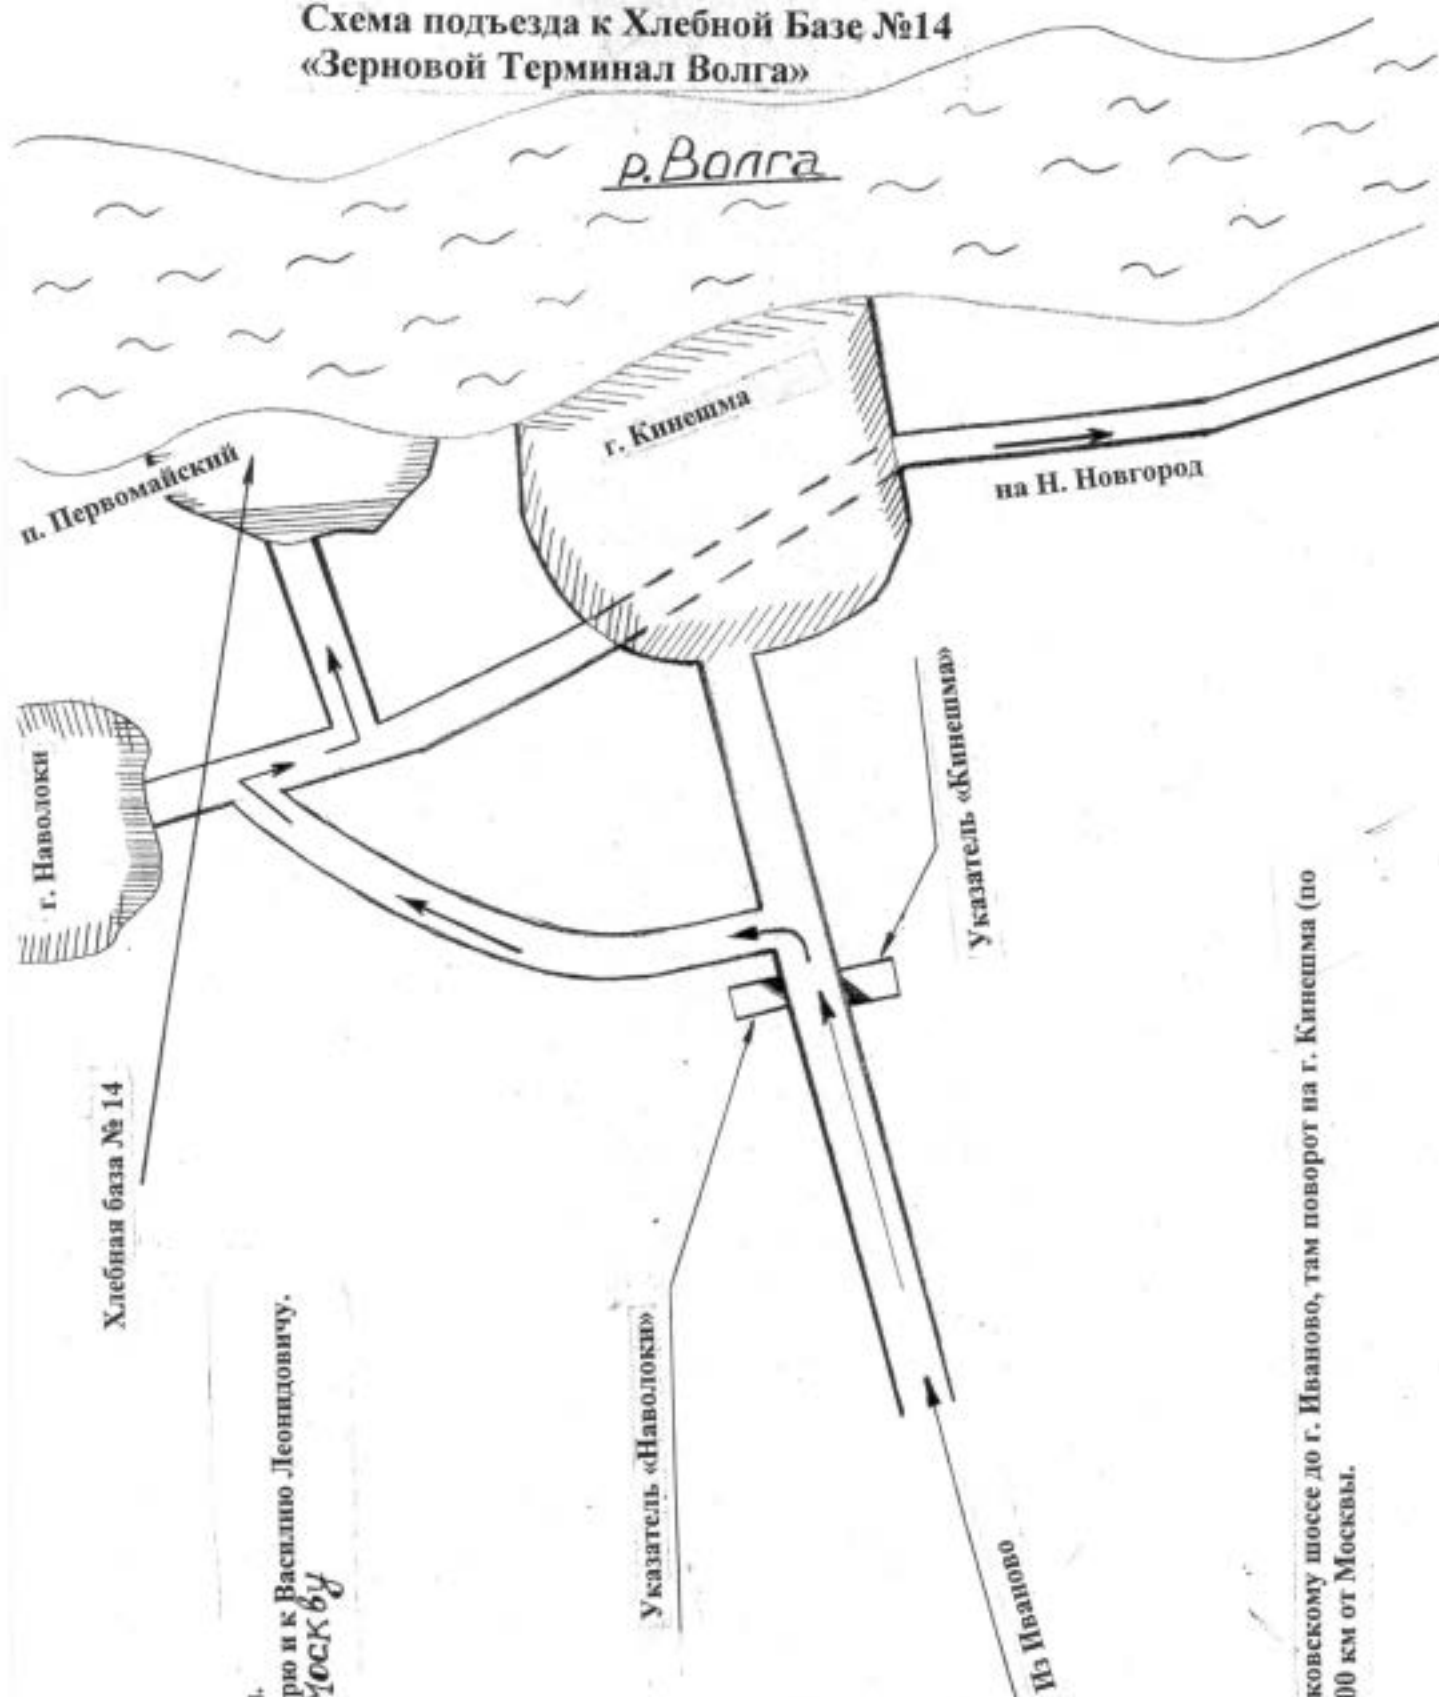 Схема подъезда к Хлебной Базе №14
«Зерновой Терминал Волга»
р. Волга
г. Кинешма
п. Первомайский
на Н. Новгород
г. Наволоки
Указатель «Кинешма»
Хлебная база № 14
Указатель «Наволоки»
Из Иваново
рю и к Василию Леонидовичу.
Москву
ковскому шоссе до г. Иваново, там поворот на г. Кинешма (по
00 км от Москвы.